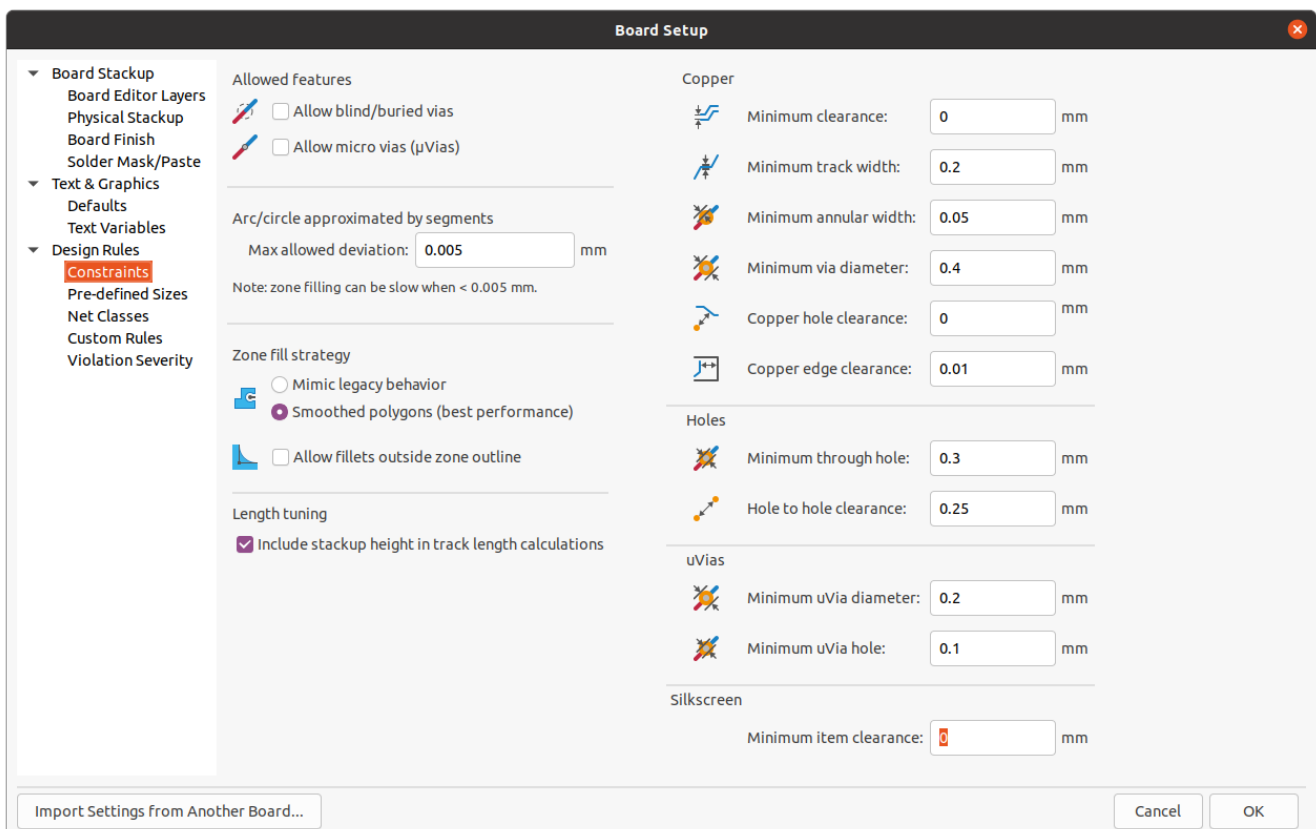 Board Setup
Board Stackup
Board Editor Layers
Physical Stackup
Board Finish
Solder Mask/Paste
Text & Graphics
Defaults
Text Variables
Design Rules
Constraints
Pre-defined Sizes
Net Classes
Custom Rules
Violation Severity
Allowed features
Allow blind/buried vias
Allow micro vias (µVias)
Arc/circle approximated by segments
Max allowed deviation: 0.005 mm
Note: zone filling can be slow when < 0.005 mm.
Zone fill strategy
Mimic legacy behavior
Smoothed polygons (best performance)
Allow fillets outside zone outline
Length tuning
Include stackup height in track length calculations
Copper
Minimum clearance: 0 mm
Minimum track width: 0.2 mm
Minimum annular width: 0.05 mm
Minimum via diameter: 0.4 mm
Copper hole clearance: 0 mm
Copper edge clearance: 0.01 mm
Holes
Minimum through hole: 0.3 mm
Hole to hole clearance: 0.25 mm
uVias
Minimum uVia diameter: 0.2 mm
Minimum uVia hole: 0.1 mm
Silkscreen
Minimum item clearance: 0 mm
Import Settings from Another Board...
Cancel
OK